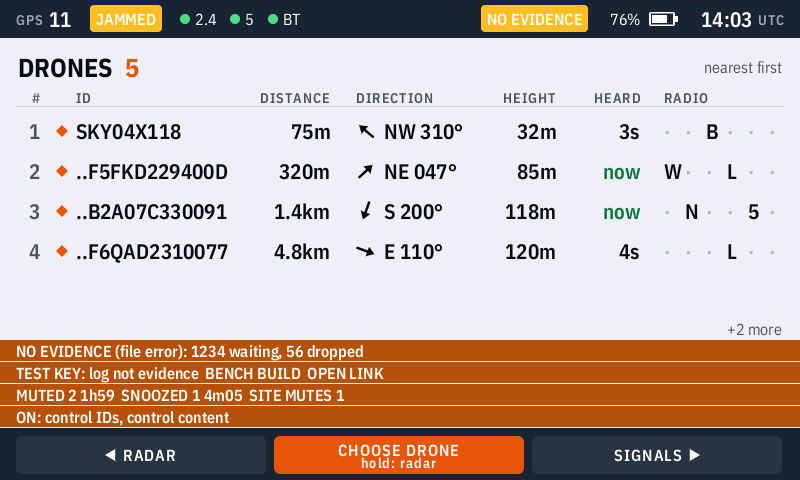 GPS 11 JAMMED 2.4 5 BT NO EVIDENCE 76% 14:03 UTC
DRONES 5 nearest first
# ID DISTANCE DIRECTION HEIGHT HEARD RADIO
1 SKY04X118 75m NW 310° 32m 3s · · B · · ·
2 ..F5FKD229400D 320m NE 047° 85m now W · · L · ·
3 ..B2A07C330091 1.4km S 200° 118m now · N · · 5 ·
4 ..F6QAD2310077 4.8km E 110° 120m 4s · · · L · ·
+2 more
NO EVIDENCE (file error): 1234 waiting, 56 dropped
TEST KEY: log not evidence BENCH BUILD OPEN LINK
MUTED 2 1h59 SNOOZED 1 4m05 SITE MUTES 1
ON: control IDs, control content
◀ RADAR CHOOSE DRONE SIGNALS ▶
hold: radar